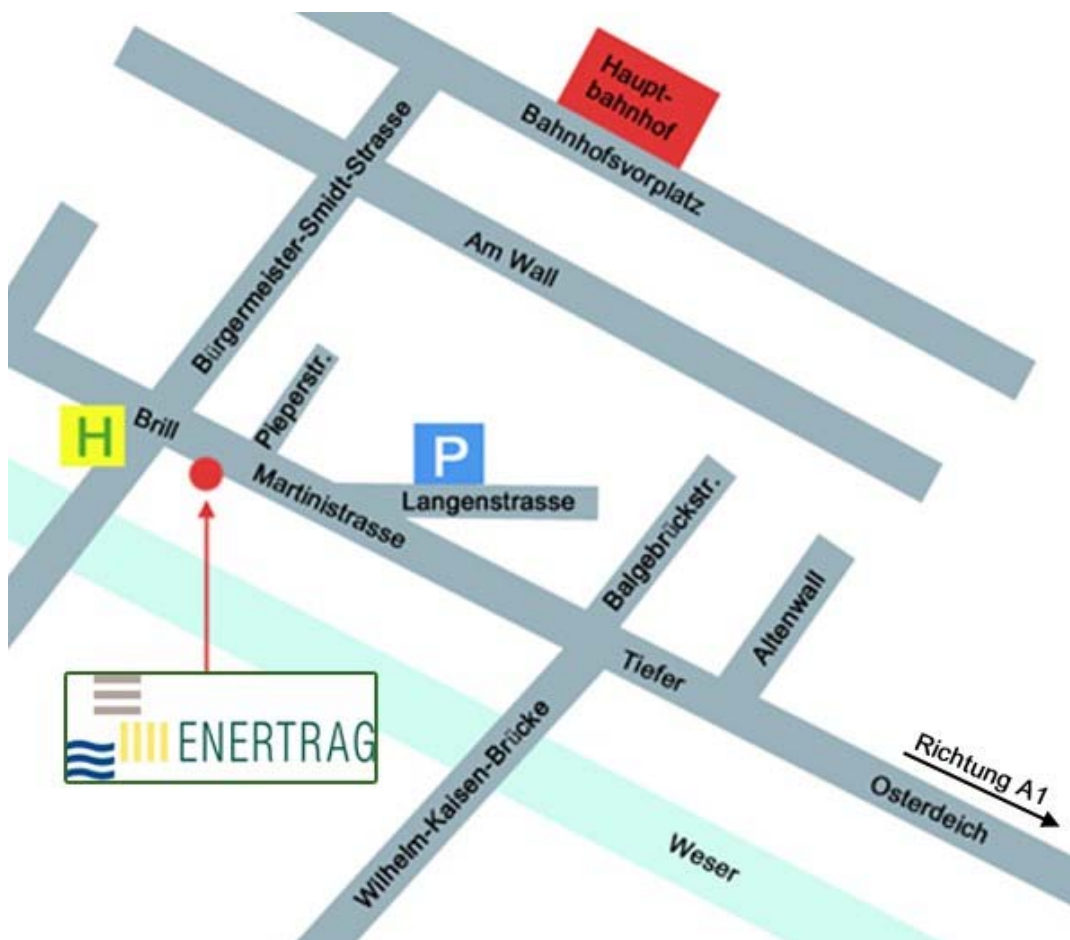 Haupt-
bahnhof
Bahnhofsvorplatz
Bürgermeister-Smidt-Strasse
Am Wall
Pieperstr.
H
Brill
P
Martinistrasse
Langenstrasse
Balgebrückstr.
Altenwall
Tiefer
ENERTRAG
Wilhelm-Kaisen-Brücke
Richtung A1
Osterdeich
Weser